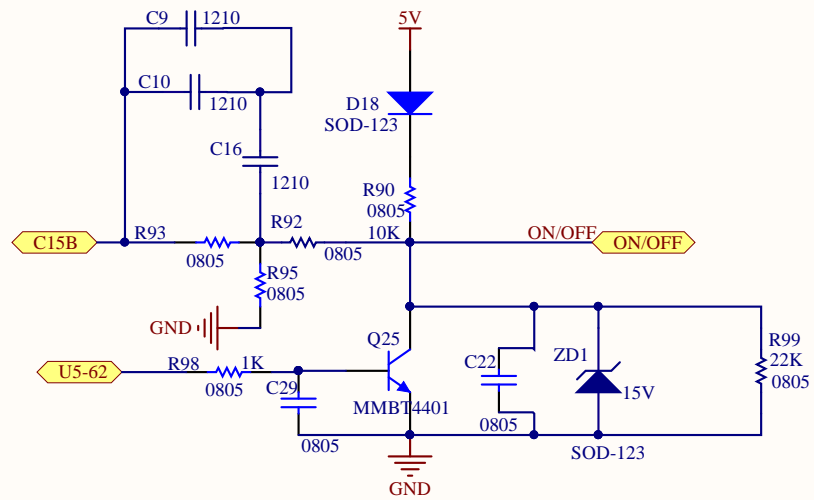 C9 1210
5V
C10
1210
D18
SOD-123
C16
1210
R90
0805
C15B
R93
0805
R92
0805
10K
ON/OFF
ON/OFF
R95
0805
GND
Q25
MMBT4401
U5-62
R98
0805
1K
C29
0805
C22
0805
ZD1
15V
SOD-123
R99
22K
0805
GND